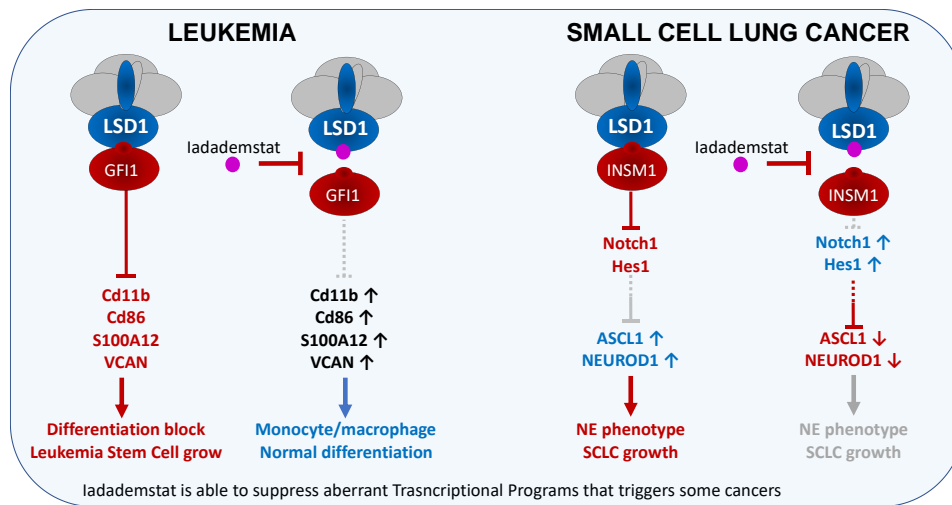 LEUKEMIA
LSD1
GFI1
Cd11b
Cd86
S100A12
VCAN
Differentiation block
Leukemia Stem Cell grow
Iadademstat
LSD1
GFI1
Cd11b ↑
Cd86 ↑
S100A12 ↑
VCAN ↑
Monocyte/macrophage
Normal differentiation
SMALL CELL LUNG CANCER
LSD1
INSM1
Notch1
Hes1
ASCL1 ↑
NEUROD1 ↑
NE phenotype
SCLC growth
Iadademstat
LSD1
INSM1
Notch1 ↑
Hes1 ↑
ASCL1 ↓
NEUROD1 ↓
NE phenotype
SCLC growth
Iadademstat is able to suppress aberrant Trasncriptional Programs that triggers some cancers